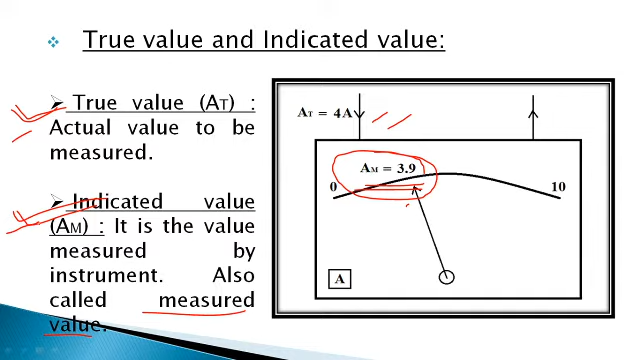 True value and Indicated value:
True value (AT) :
Actual value to be
measured.
Indicated value
(AM) : It is the value
measured by
instrument. Also
called measured
value.
AT = 4A
AM = 3.9
0 10
A